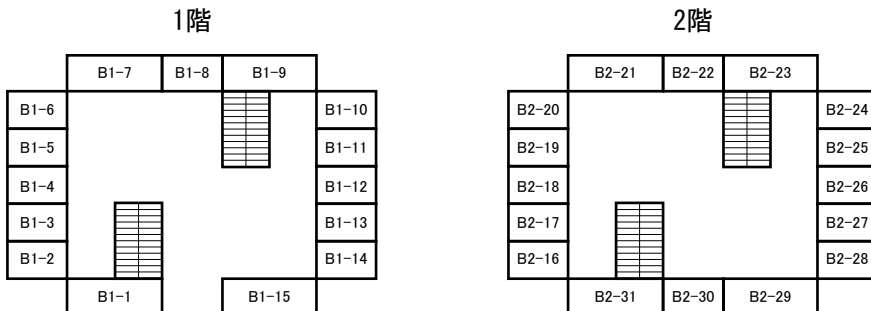 1階 2階
B1-7 B1-8 B1-9 B2-21 B2-22 B2-23
B1-6 B1-10 B2-20 B2-24
B1-5 B1-11 B2-19 B2-25
B1-4 B1-12 B2-18 B2-26
B1-3 B1-13 B2-17 B2-27
B1-2 B1-14 B2-16 B2-28
B1-1 B1-15 B2-31 B2-30 B2-29